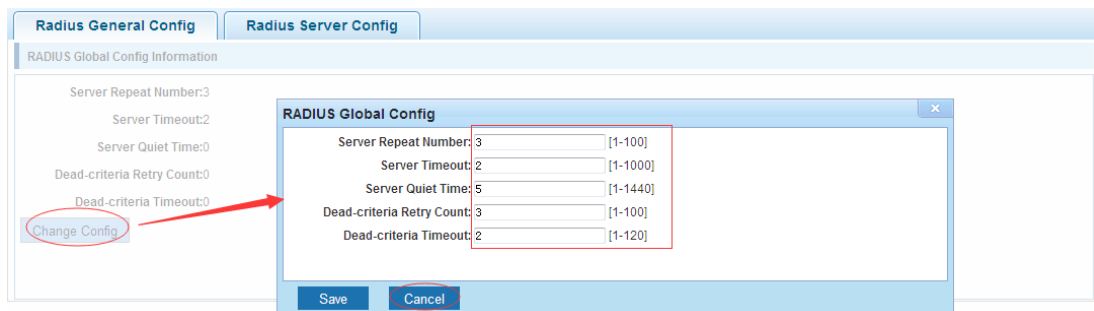 Radius General Config Radius Server Config
RADIUS Global Config Information
Server Repeat Number:3
Server Timeout:2
Server Quiet Time:0
Dead-criteria Retry Count:0
Dead-criteria Timeout:0
Change Config
RADIUS Global Config
Server Repeat Number: 3 [1-100]
Server Timeout: 2 [1-1000]
Server Quiet Time: 5 [1-1440]
Dead-criteria Retry Count: 3 [1-100]
Dead-criteria Timeout: 2 [1-120]
Save Cancel